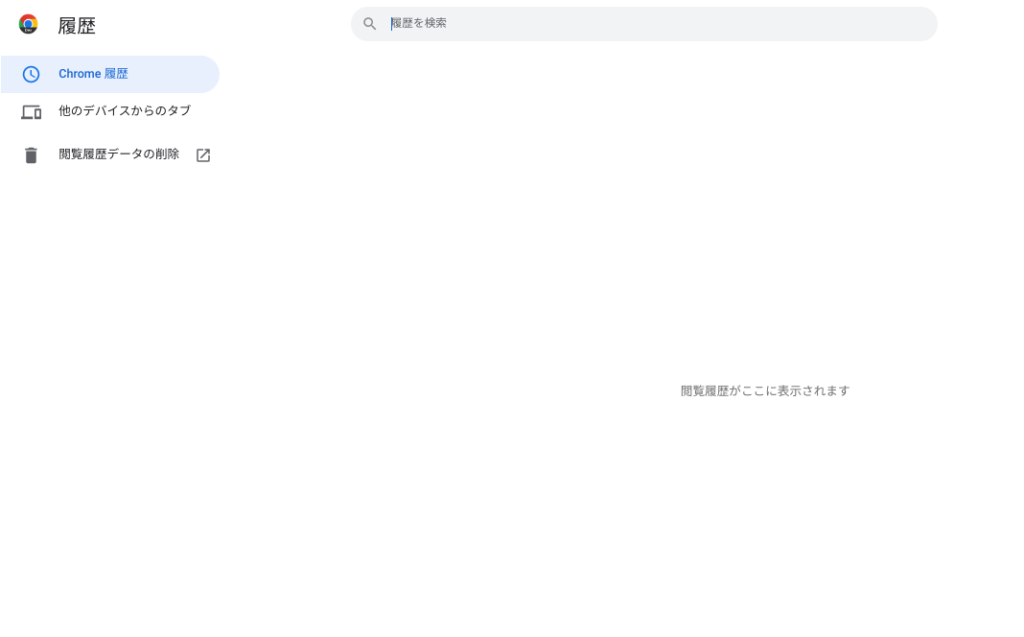 履歴
履歴を検索
Chrome 履歴
他のデバイスからのタブ
閲覧履歴データの削除
閲覧履歴がここに表示されます